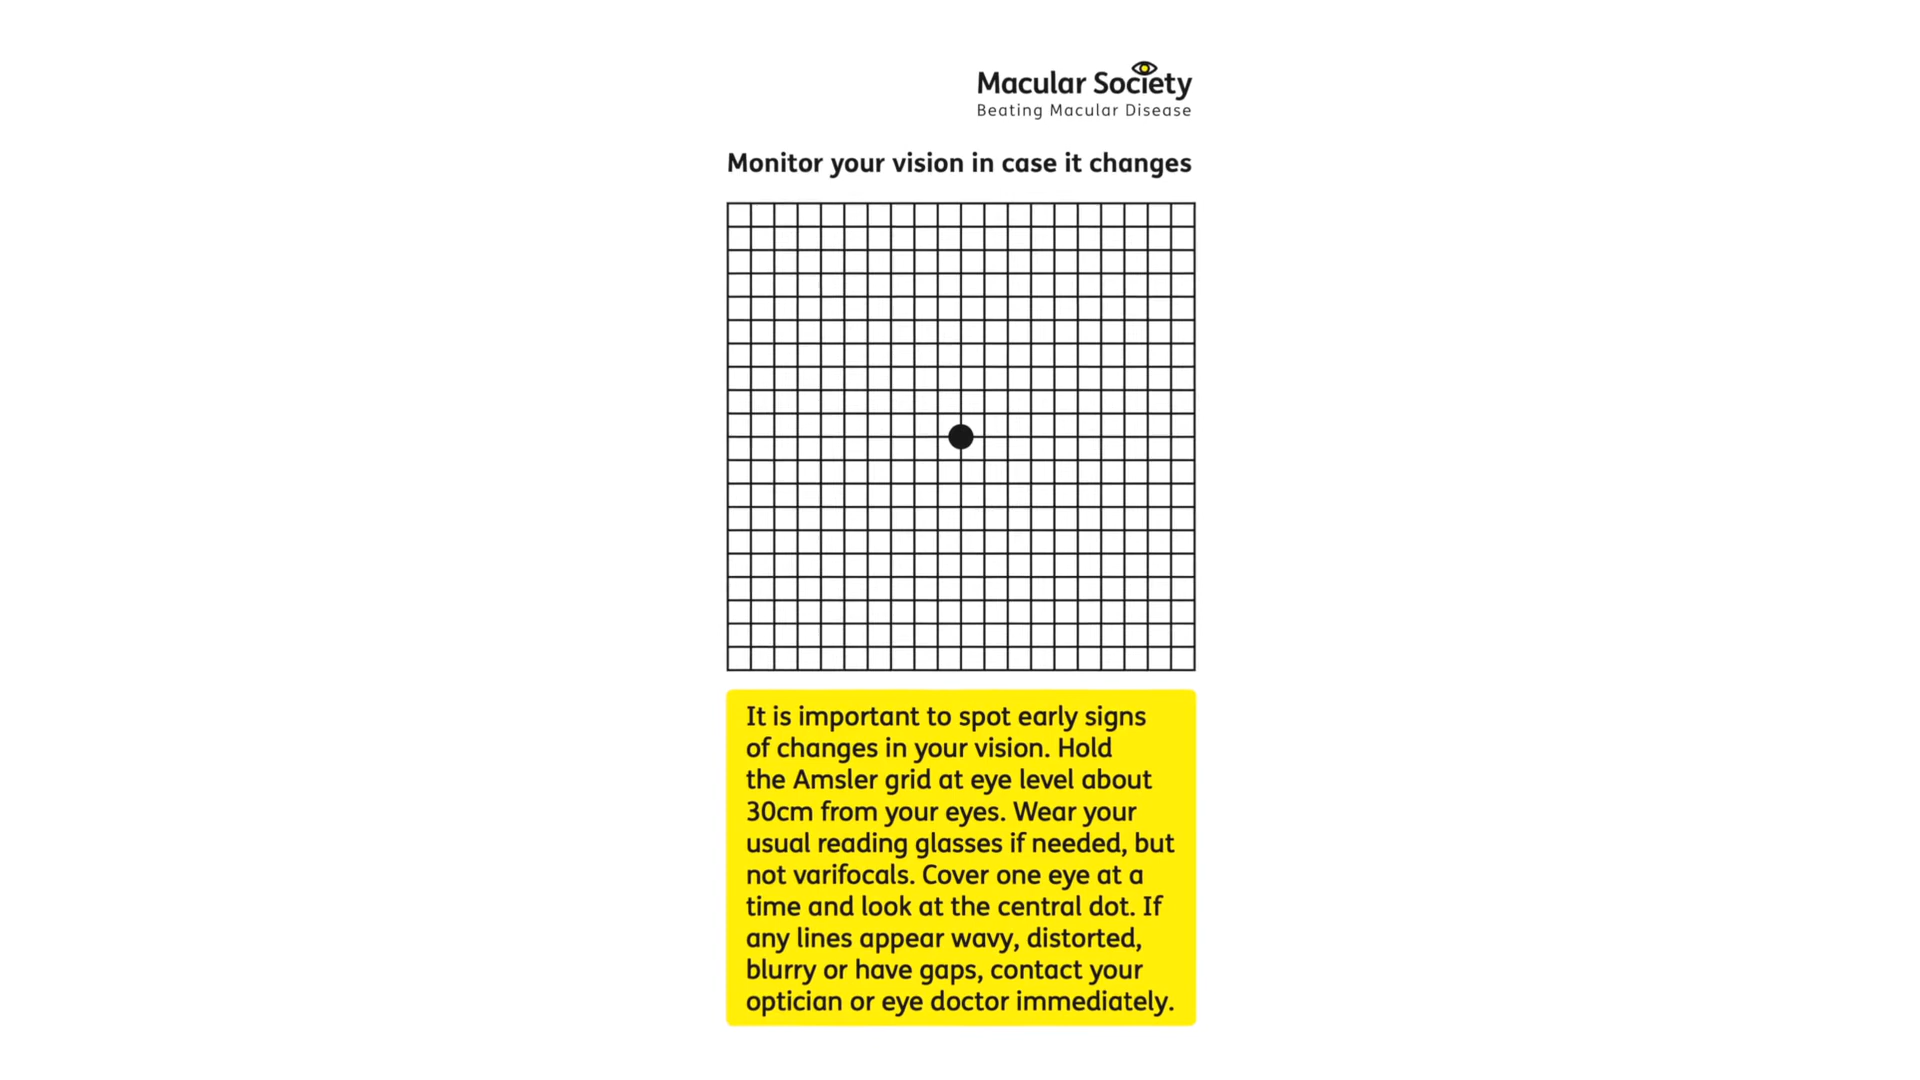 Macular Society
Beating Macular Disease
Monitor your vision in case it changes
It is important to spot early signs
of changes in your vision. Hold
the Amsler grid at eye level about
30cm from your eyes. Wear your
usual reading glasses if needed, but
not varifocals. Cover one eye at a
time and look at the central dot. If
any lines appear wavy, distorted,
blurry or have gaps, contact your
optician or eye doctor immediately.